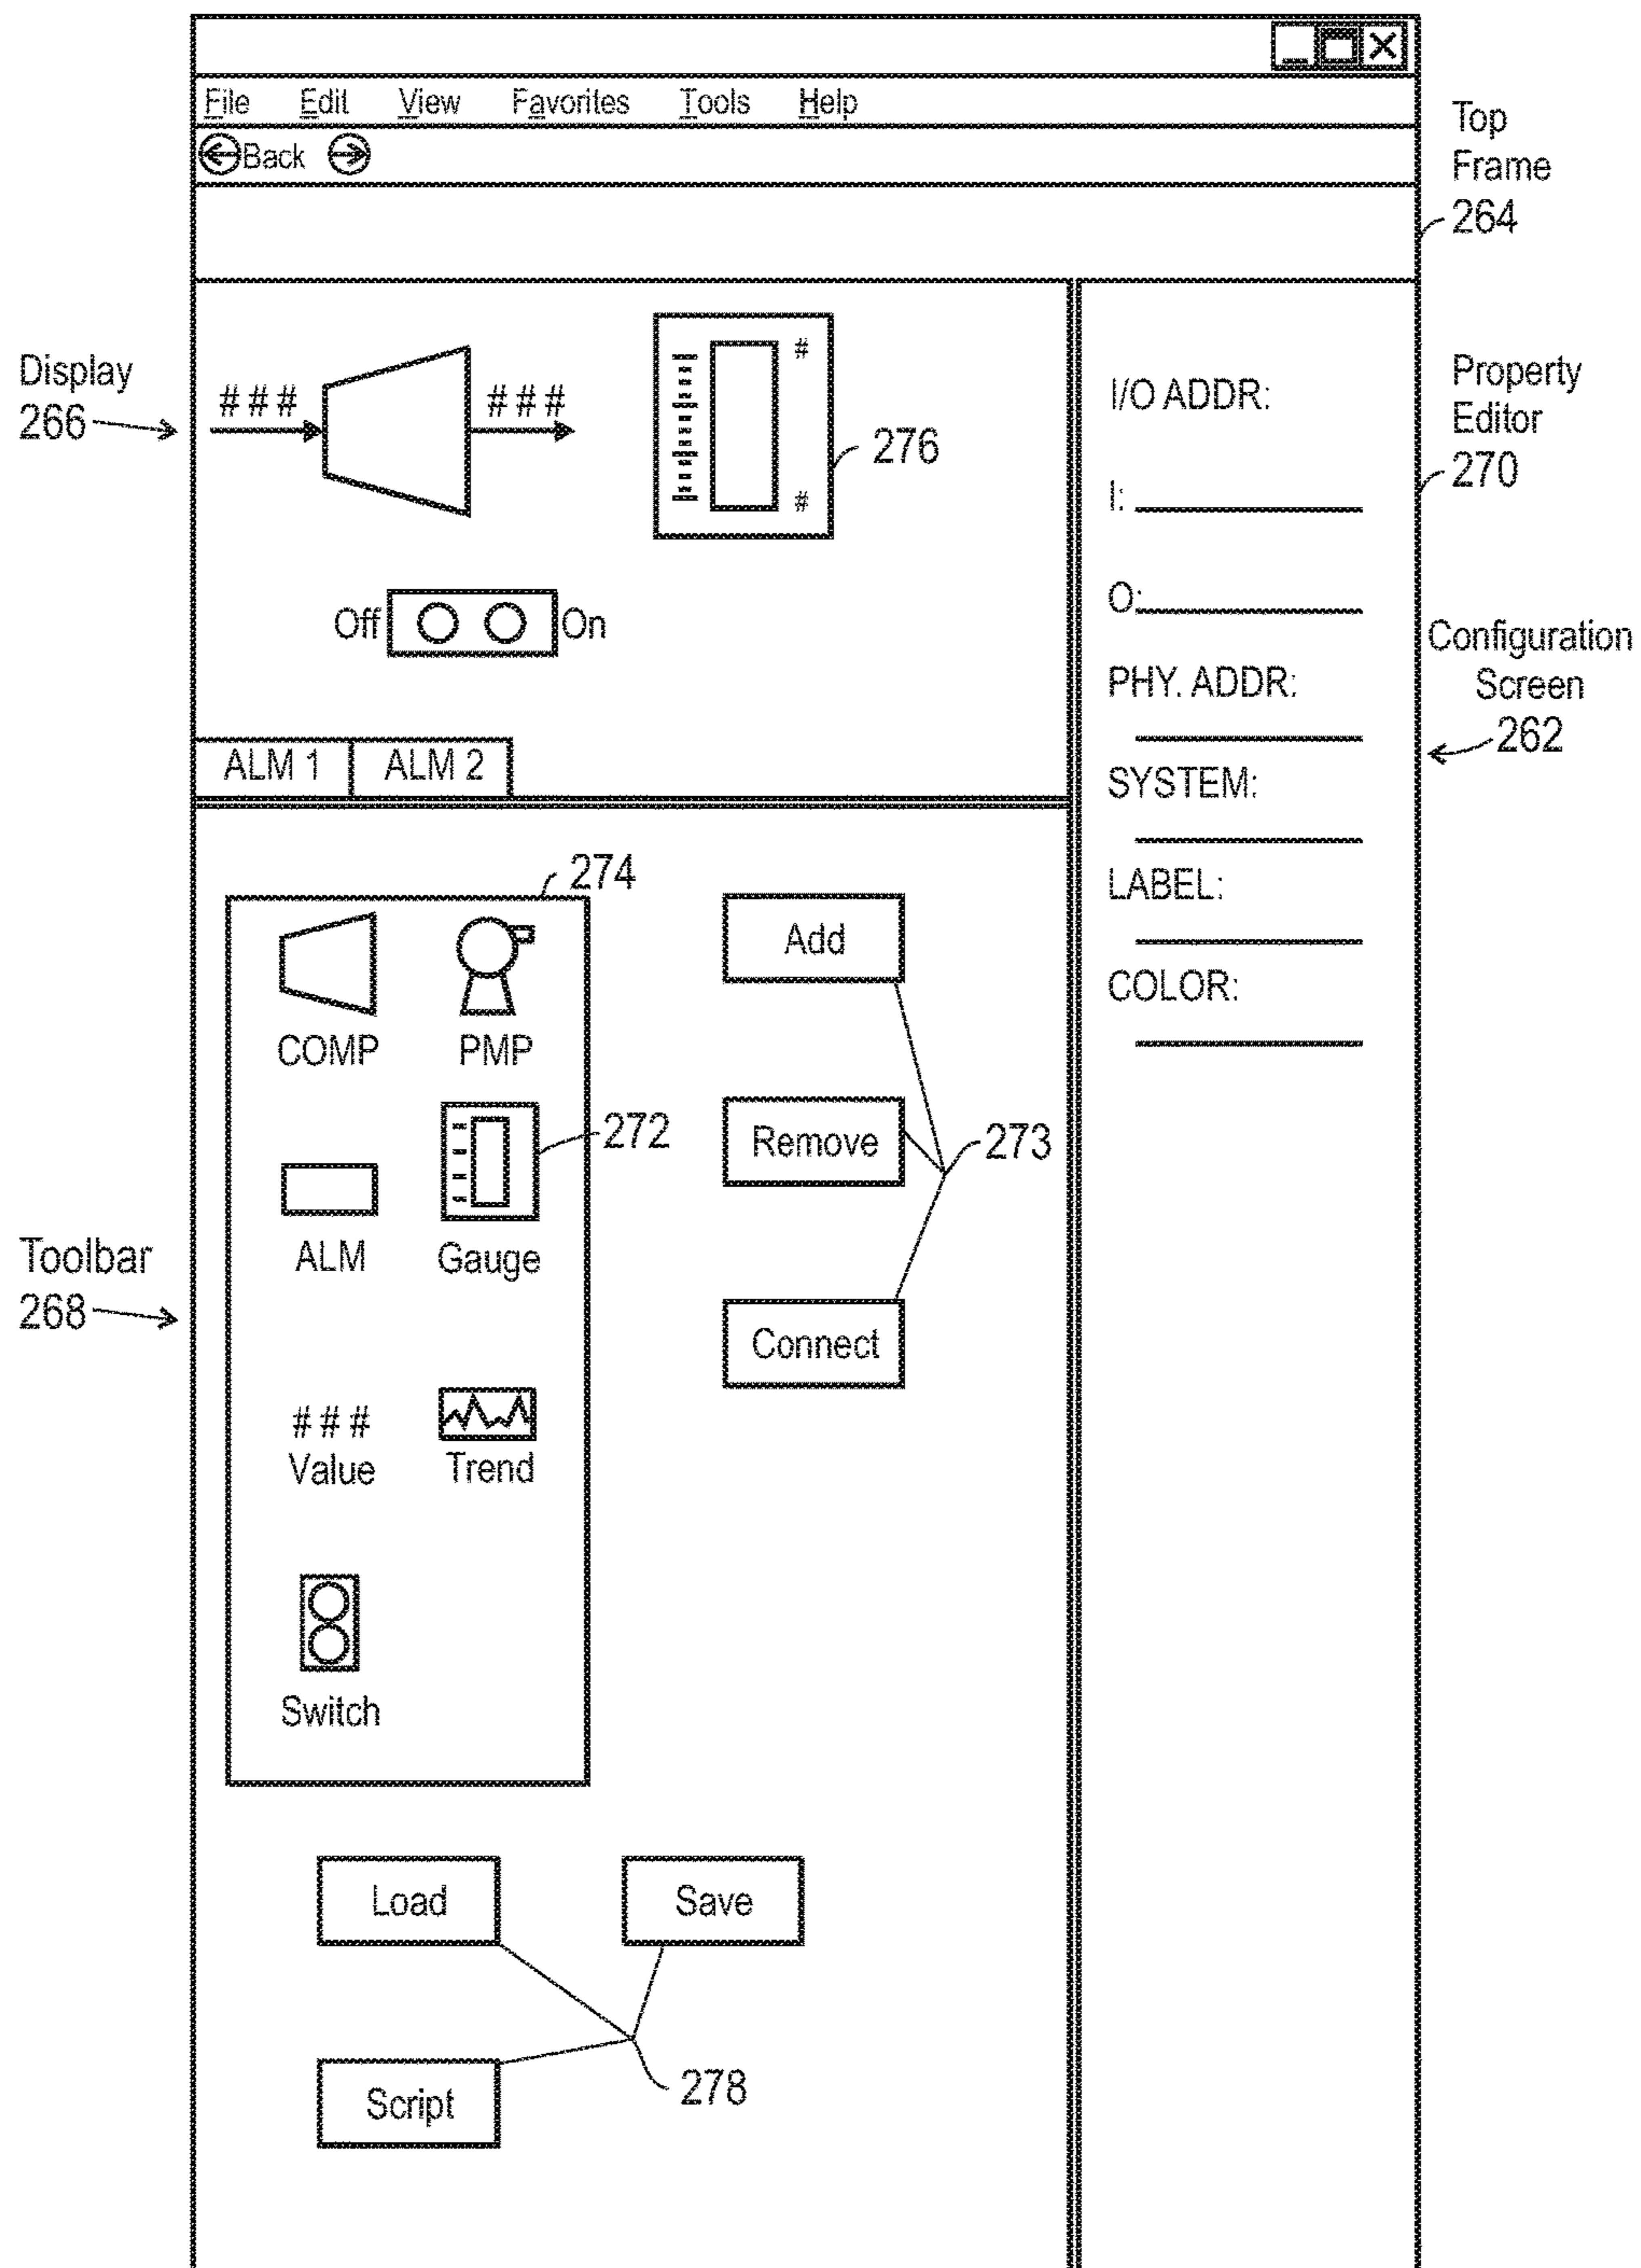 File Edit View Favorites Tools Help
Back
Top
Frame
264
Display
266
###
###
#
#
276
Off
On
ALM 1
ALM 2
I/O ADDR:
I:
O:
PHY. ADDR:
SYSTEM:
LABEL:
COLOR:
Property
Editor
270
Configuration
Screen
262
Toolbar
268
274
COMP
PMP
272
ALM
Gauge
###
Value
Trend
Switch
Add
Remove
273
Connect
Load
Save
Script
278